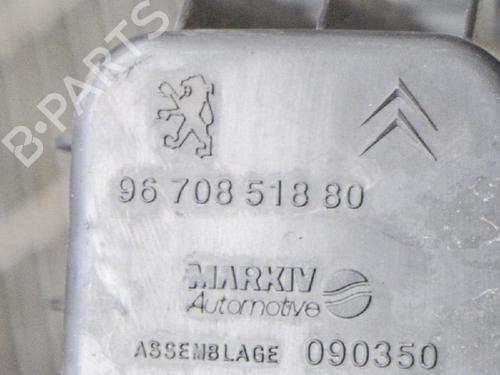 B-PARTS
96 708 518 80
MARKIV
Automotive
ASSEMBLAGE 090350